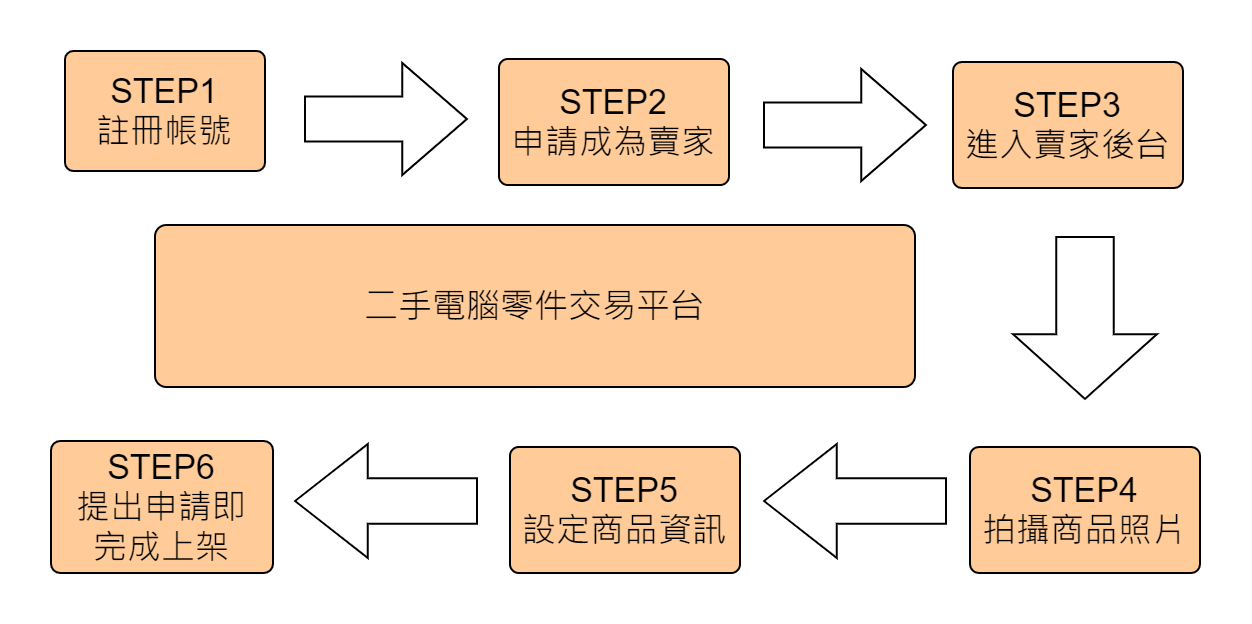 STEP1
註冊帳號
STEP2
申請成為賣家
STEP3
進入賣家後台
二手電腦零件交易平台
STEP4
拍攝商品照片
STEP5
設定商品資訊
STEP6
提出申請即
完成上架